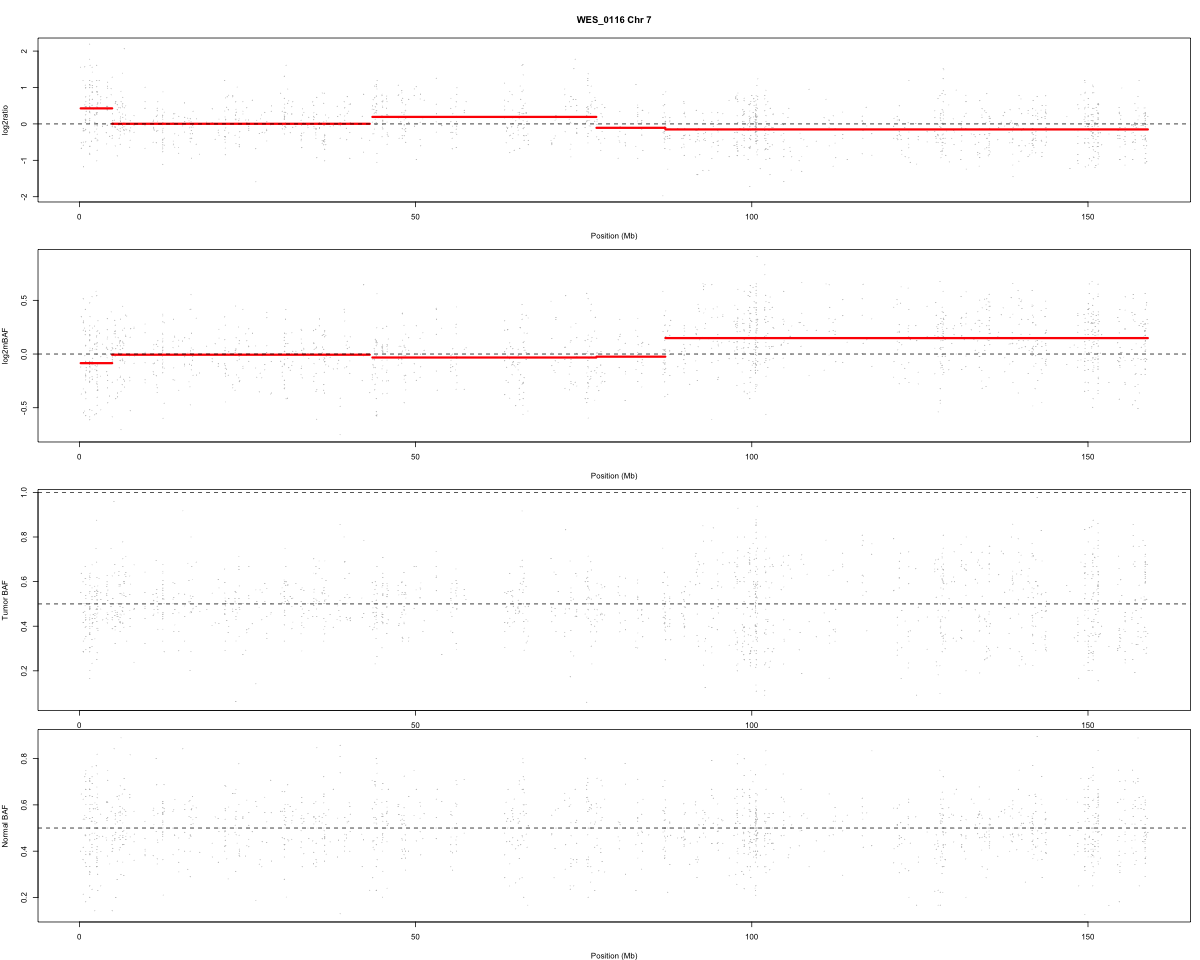 WES_0116 Chr 7
log2ratio
2
1
0
-1
-2
0 50 100 150
Position (Mb)
log2mBAF
0.5
0.0
-0.5
0 50 100 150
Position (Mb)
Tumor BAF
1.0
0.8
0.6
0.4
0.2
0 50 100 150
Normal BAF
0.8
0.6
0.4
0.2
0 50 100 150
Position (Mb)